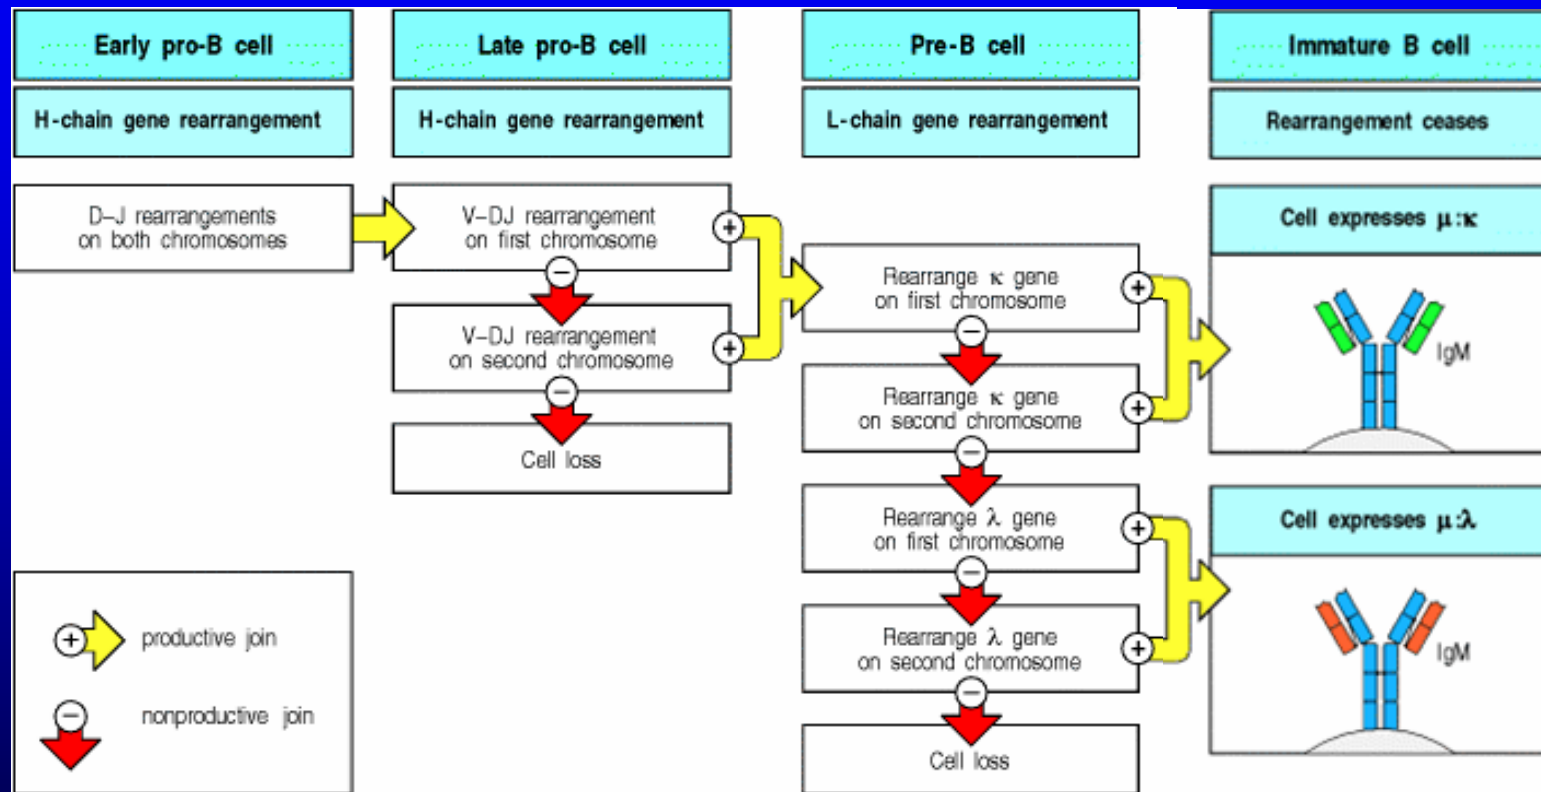 Early pro-B cell
H-chain gene rearrangement
D–J rearrangements
on both chromosomes
Late pro-B cell
H-chain gene rearrangement
V–DJ rearrangement
on first chromosome
+
−
V–DJ rearrangement
on second chromosome
+
−
Cell loss
Pre-B cell
L-chain gene rearrangement
Rearrange κ gene
on first chromosome
+
−
Rearrange κ gene
on second chromosome
+
−
Rearrange λ gene
on first chromosome
+
−
Rearrange λ gene
on second chromosome
+
−
Cell loss
Immature B cell
Rearrangement ceases
Cell expresses μ:κ
IgM
Cell expresses μ:λ
IgM
+ productive join
− nonproductive join